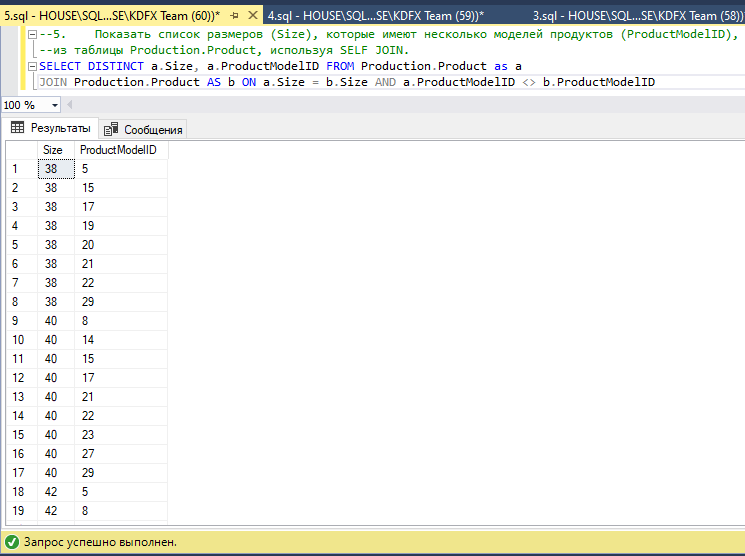 5.sql - HOUSE\SQL...SE\KDFX Team (60))* 4.sql - HOUSE\SQL...SE\KDFX Team (59))* 3.sql - HOUSE\SQL...SE\KDFX Team (58))
--5. Показать список размеров (Size), которые имеют несколько моделей продуктов (ProductModelID),
--из таблицы Production.Product, используя SELF JOIN.
SELECT DISTINCT a.Size, a.ProductModelID FROM Production.Product as a
JOIN Production.Product AS b ON a.Size = b.Size AND a.ProductModelID <> b.ProductModelID
100 %
Результаты Сообщения
Size ProductModelID
1 38 5
2 38 15
3 38 17
4 38 19
5 38 20
6 38 21
7 38 22
8 38 29
9 40 8
10 40 14
11 40 15
12 40 17
13 40 21
14 40 22
15 40 23
16 40 27
17 40 29
18 42 5
19 42 8
Запрос успешно выполнен.